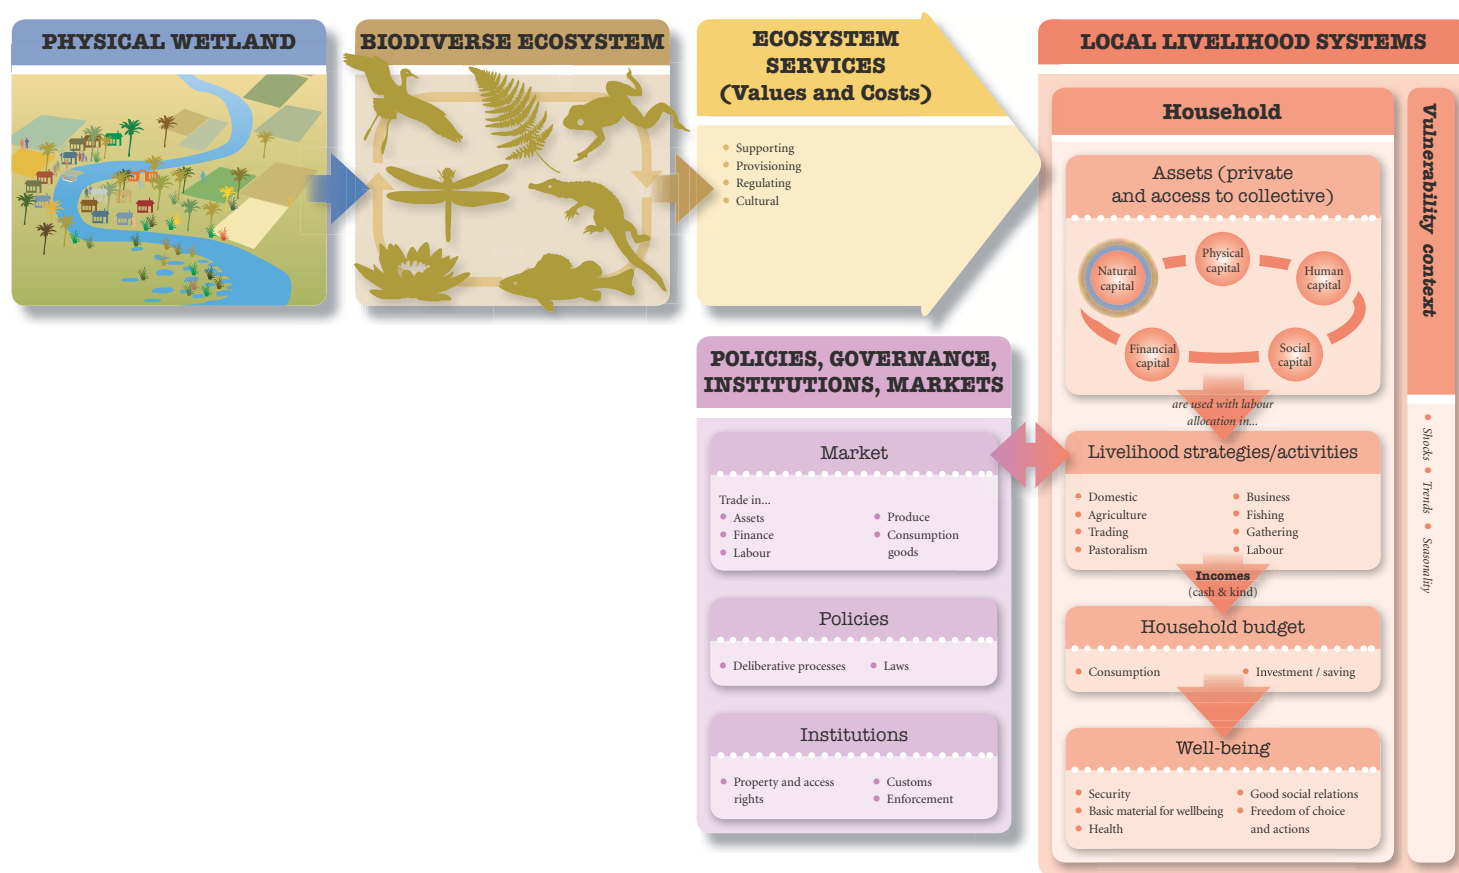 PHYSICAL WETLAND
BIODIVERSE ECOSYSTEM
ECOSYSTEM
SERVICES
(Values and Costs)
Supporting
Provisioning
Regulating
Cultural
POLICIES, GOVERNANCE,
INSTITUTIONS, MARKETS
Market
Trade in...
Assets
Finance
Labour
Produce
Consumption
goods
Policies
Deliberative processes
Laws
Institutions
Property and access
rights
Customs
Enforcement
LOCAL LIVELIHOOD SYSTEMS
Household
Assets (private
and access to collective)
Natural
capital
Physical
capital
Human
capital
Financial
capital
Social
capital
are used with labour
allocation in...
Livelihood strategies/activities
Domestic
Agriculture
Trading
Pastoralism
Business
Fishing
Gathering
Labour
Incomes
(cash & kind)
Household budget
Consumption
Investment / saving
Well-being
Security
Basic material for wellbeing
Health
Good social relations
Freedom of choice
and actions
Vulnerability context
• Shocks • Trends • Seasonality